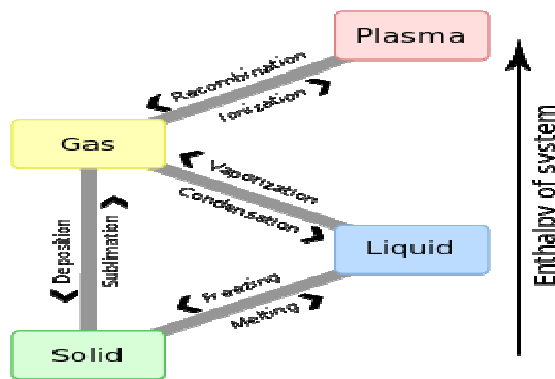 Plasma
Recombination
Ionization
Gas
Vaporization
Condensation
Deposition
Sublimation
Liquid
Freezing
Melting
Solid
Enthalpy of system